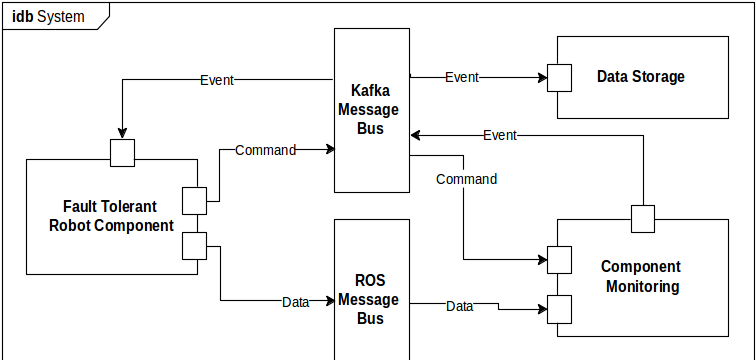 idb System
Event
Kafka
Message
Bus
Event
Data Storage
Command
Event
Command
Fault Tolerant
Robot Component
Data
ROS
Message
Bus
Data
Component
Monitoring